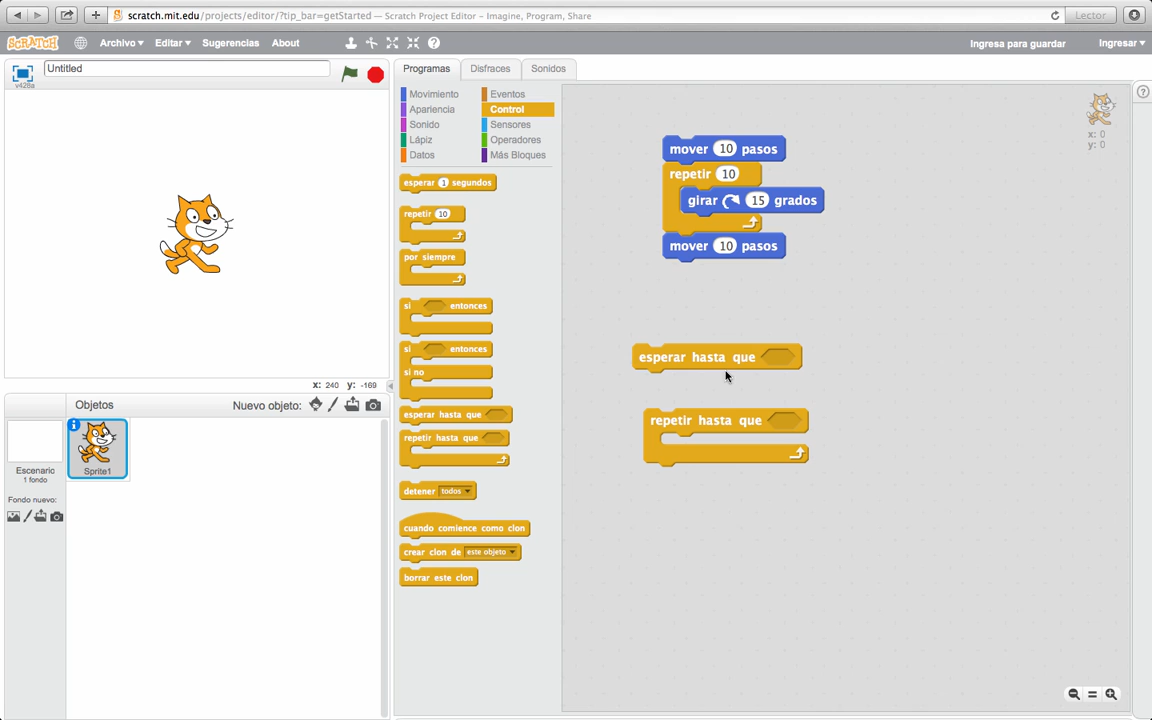 scratch.mit.edu/projects/editor/?tip_bar=getStarted — Scratch Project Editor - Imagine, Program, Share
Lector
SCRATCH
Archivo Editar Sugerencias About
Ingresa para guardar Ingresar
v428a
Untitled
Programas Disfraces Sonidos
Movimiento Eventos
Apariencia Control
Sonido Sensores
Lápiz Operadores
Datos Más Bloques
esperar 1 segundos
repetir 10
por siempre
si entonces
si entonces
si no
esperar hasta que
repetir hasta que
detener todos
cuando comience como clon
crear clon de este objeto
borrar este clon
mover 10 pasos
repetir 10
girar 15 grados
mover 10 pasos
esperar hasta que
repetir hasta que
x: 0
y: 0
x: 240 y: -169
Objetos
Nuevo objeto:
Escenario
1 fondo
Fondo nuevo:
Sprite1